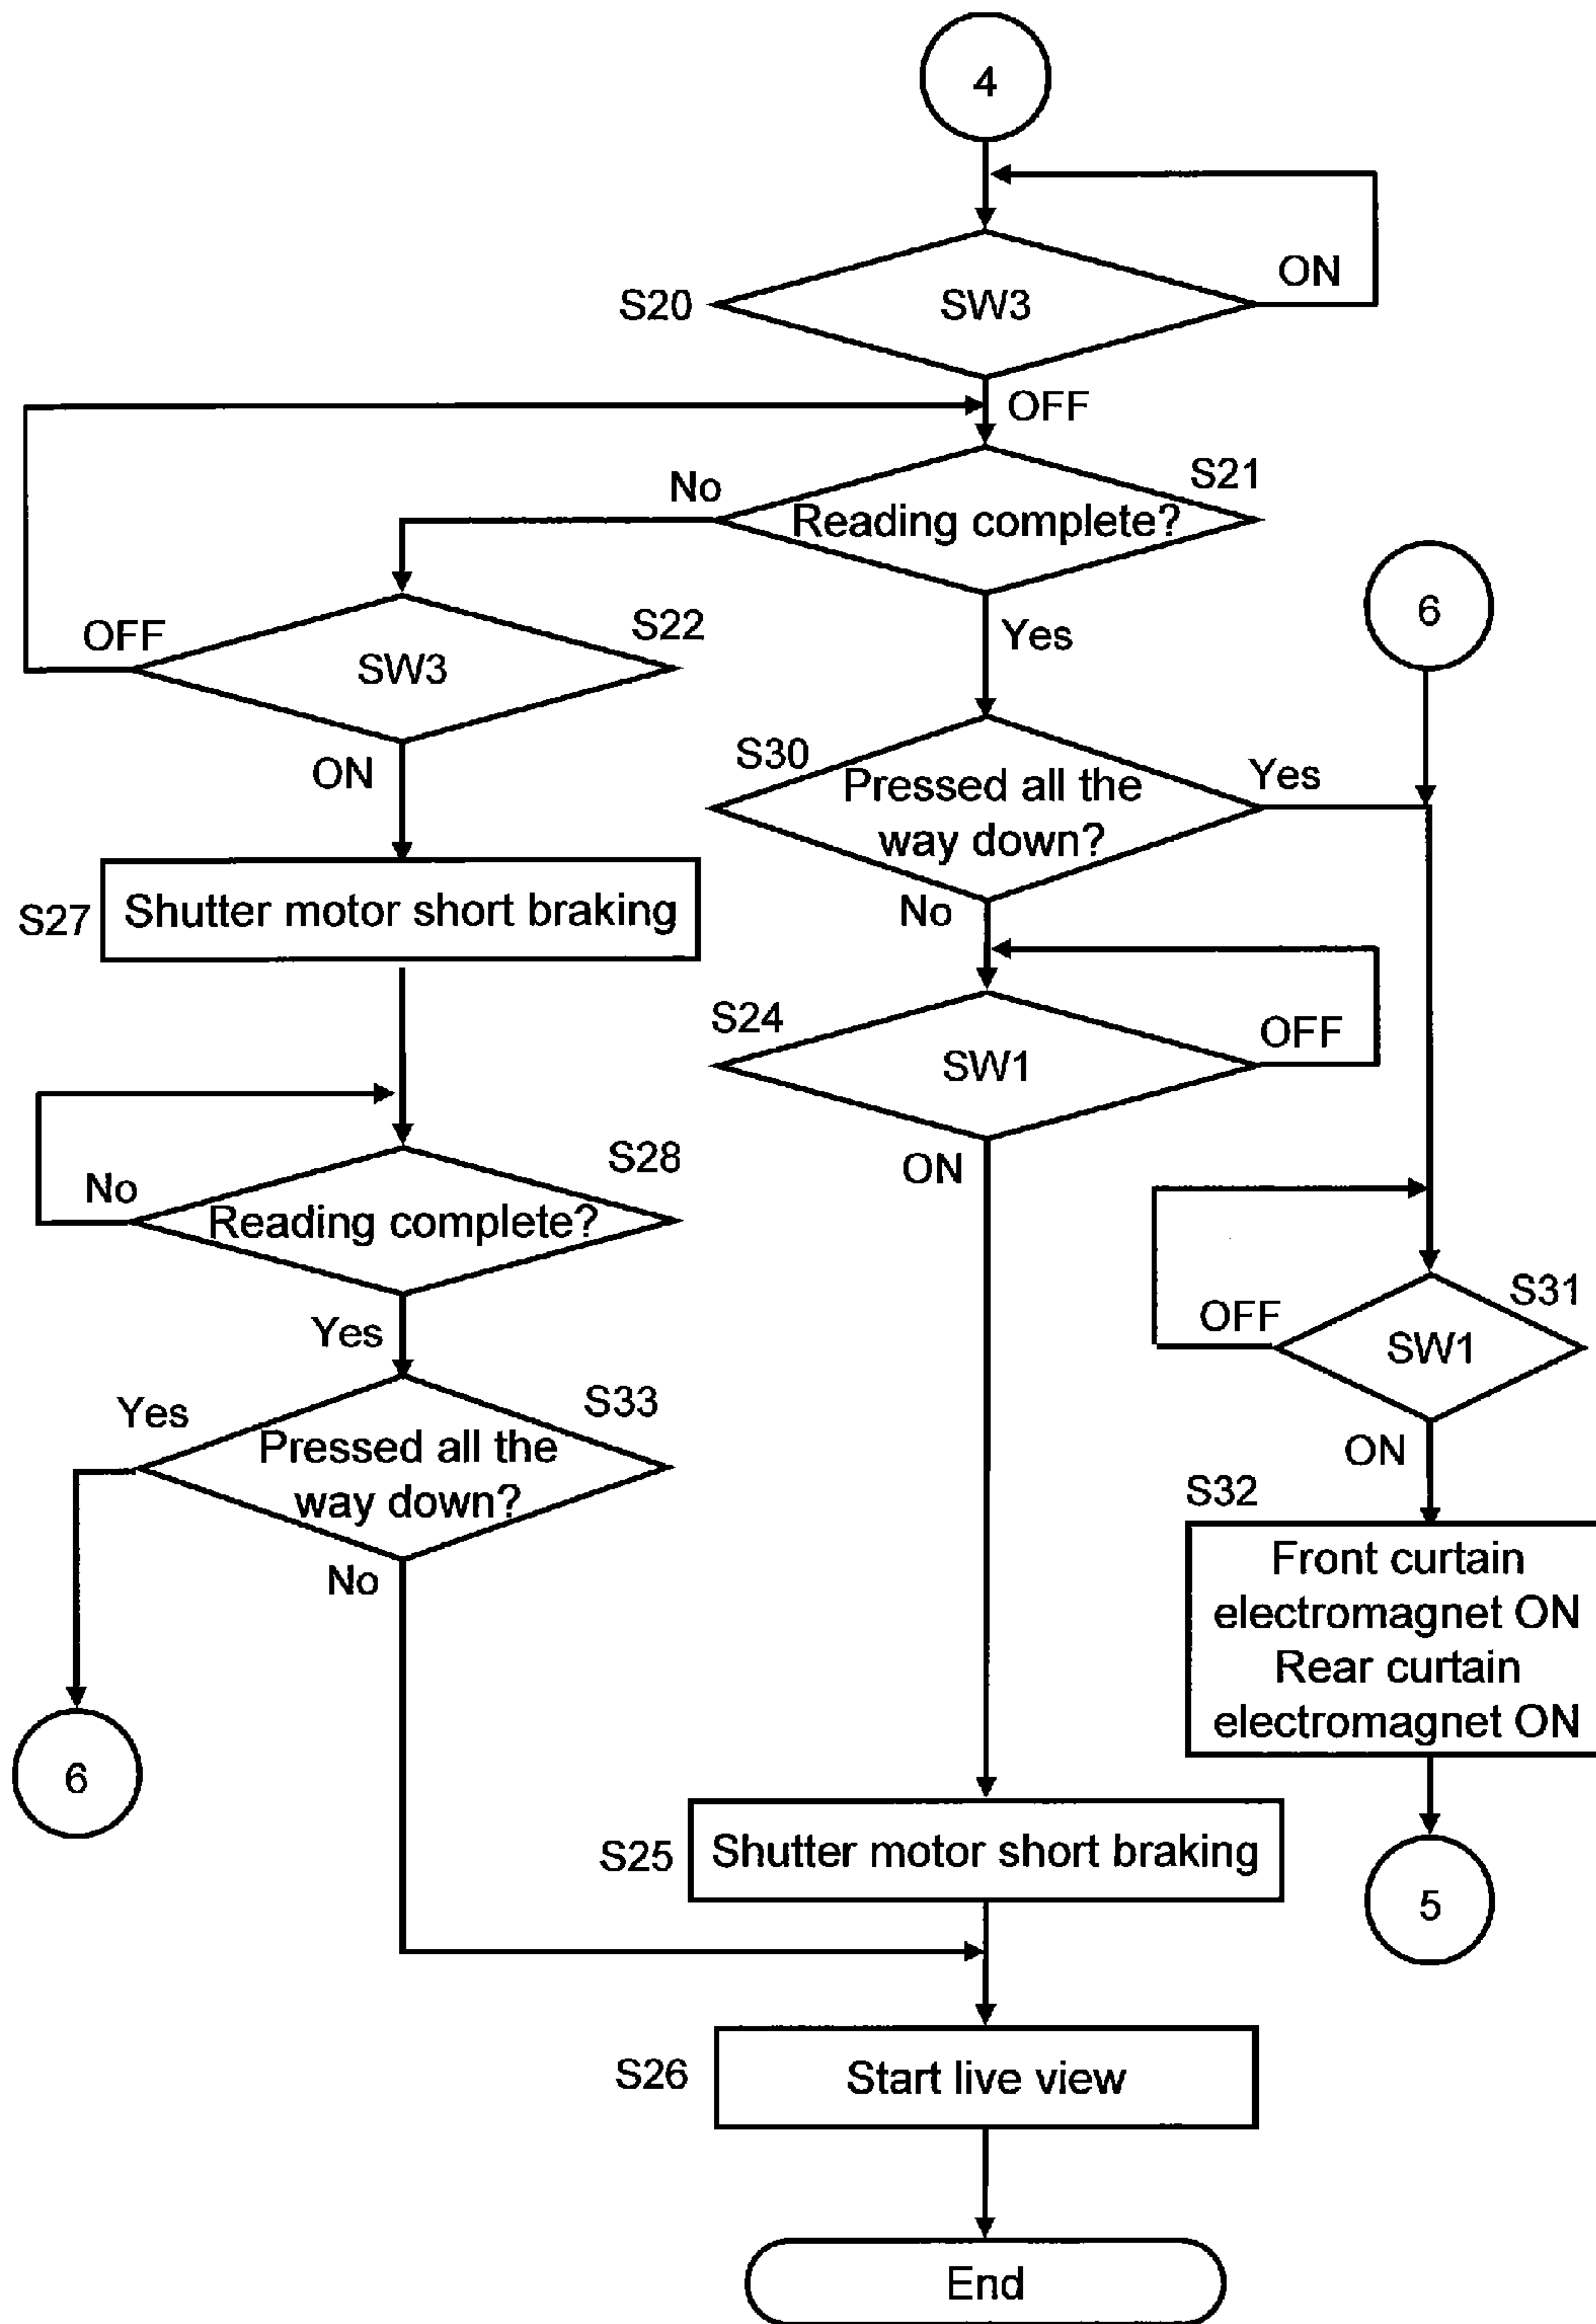 4
ON
S20
SW3
OFF
S21
No
Reading complete?
6
OFF
S22
Yes
SW3
S30
Yes
ON
Pressed all the
way down?
S27
Shutter motor short braking
No
S24
OFF
SW1
S28
ON
No
Reading complete?
S31
OFF
Yes
SW1
Yes
S33
Pressed all the
way down?
ON
S32
No
Front curtain
electromagnet ON
Rear curtain
electromagnet ON
6
S25
Shutter motor short braking
5
S26
Start live view
End